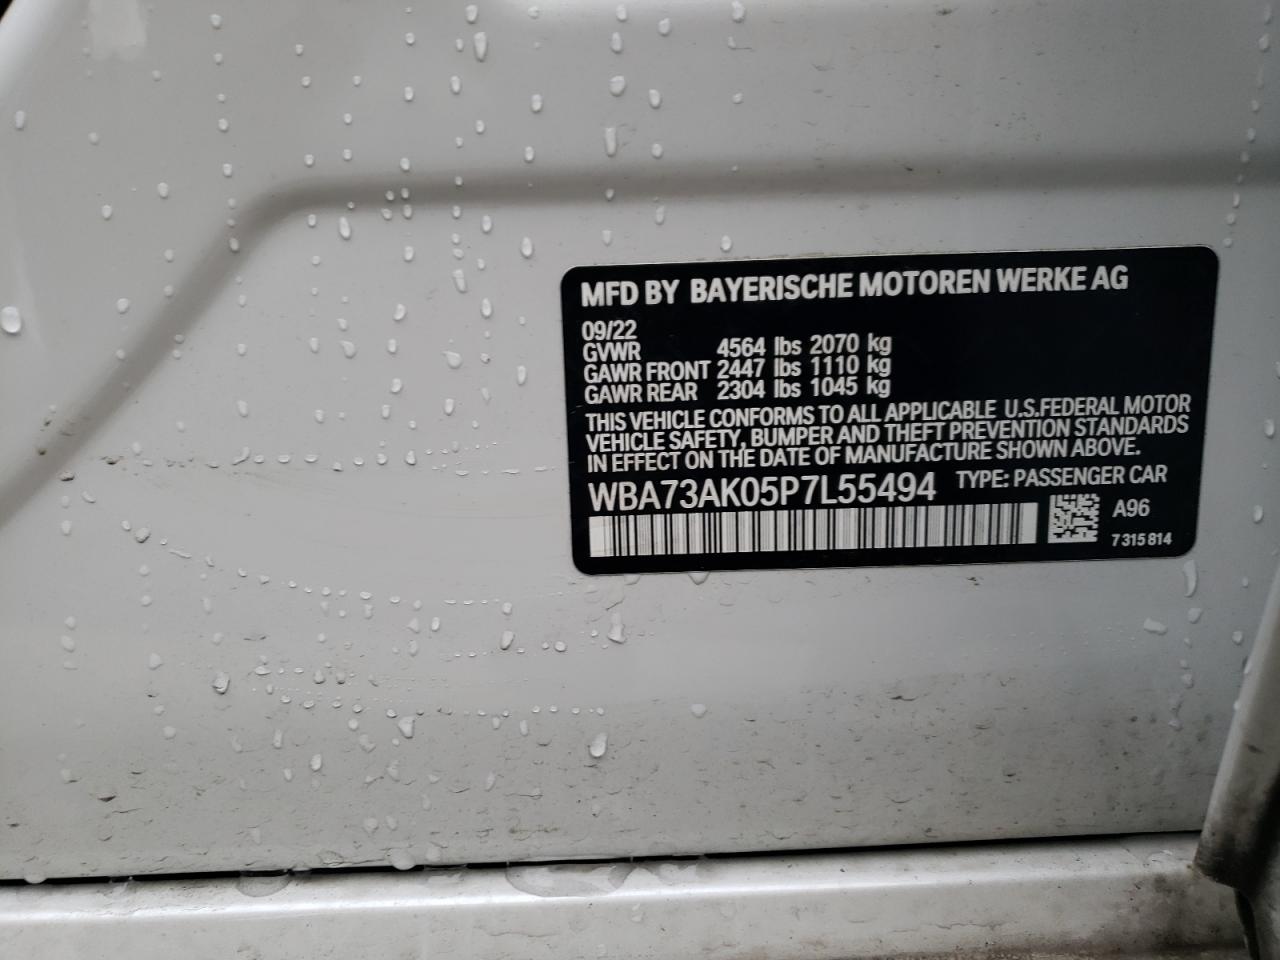 MFD BY BAYERISCHE MOTOREN WERKE AG
09/22
GVWR 4564 lbs 2070 kg
GAWR FRONT 2447 lbs 1110 kg
GAWR REAR 2304 lbs 1045 kg
THIS VEHICLE CONFORMS TO ALL APPLICABLE U.S.FEDERAL MOTOR
VEHICLE SAFETY, BUMPER AND THEFT PREVENTION STANDARDS
IN EFFECT ON THE DATE OF MANUFACTURE SHOWN ABOVE.
WBA73AK05P7L55494 TYPE: PASSENGER CAR
A96
7 315 814